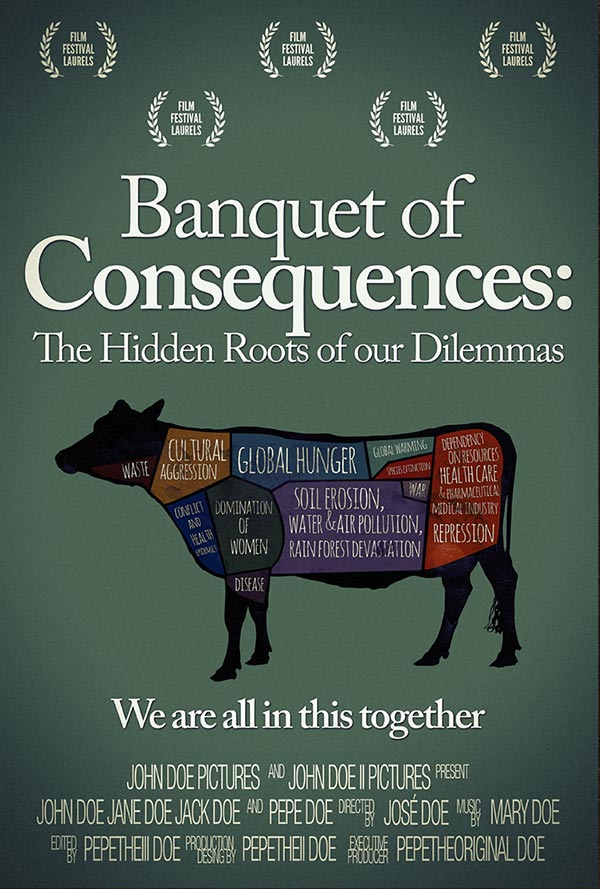 FILM
FESTIVAL
LAURELS
FILM
FESTIVAL
LAURELS
FILM
FESTIVAL
LAURELS
FILM
FESTIVAL
LAURELS
FILM
FESTIVAL
LAURELS
Banquet of
Consequences:
The Hidden Roots of our Dilemmas
WASTE
CULTURAL
AGGRESSION
GLOBAL HUNGER
GLOBAL WARMING
SPECIES EXTINCTION
WAR
DEPENDENCY
ON RESOURCES
HEALTH CARE
& PHARMACEUTICAL
MEDICAL INDUSTRY
REPRESSION
CONFLICT
AND
HEALTH
EPIDEMICS
DOMINATION
OF
WOMEN
SOIL EROSION,
WATER & AIR POLLUTION,
RAIN FOREST DEVASTATION
DISEASE
We are all in this together
JOHN DOE PICTURES AND JOHN DOE II PICTURES PRESENT
JOHN DOE JANE DOE JACK DOE AND PEPE DOE DIRECTED BY JOSÉ DOE MUSIC BY MARY DOE
EDITED BY PEPETHEIII DOE PRODUCTION DESING BY PEPETHEII DOE EXECUTIVE PRODUCER PEPETHEORIGINAL DOE